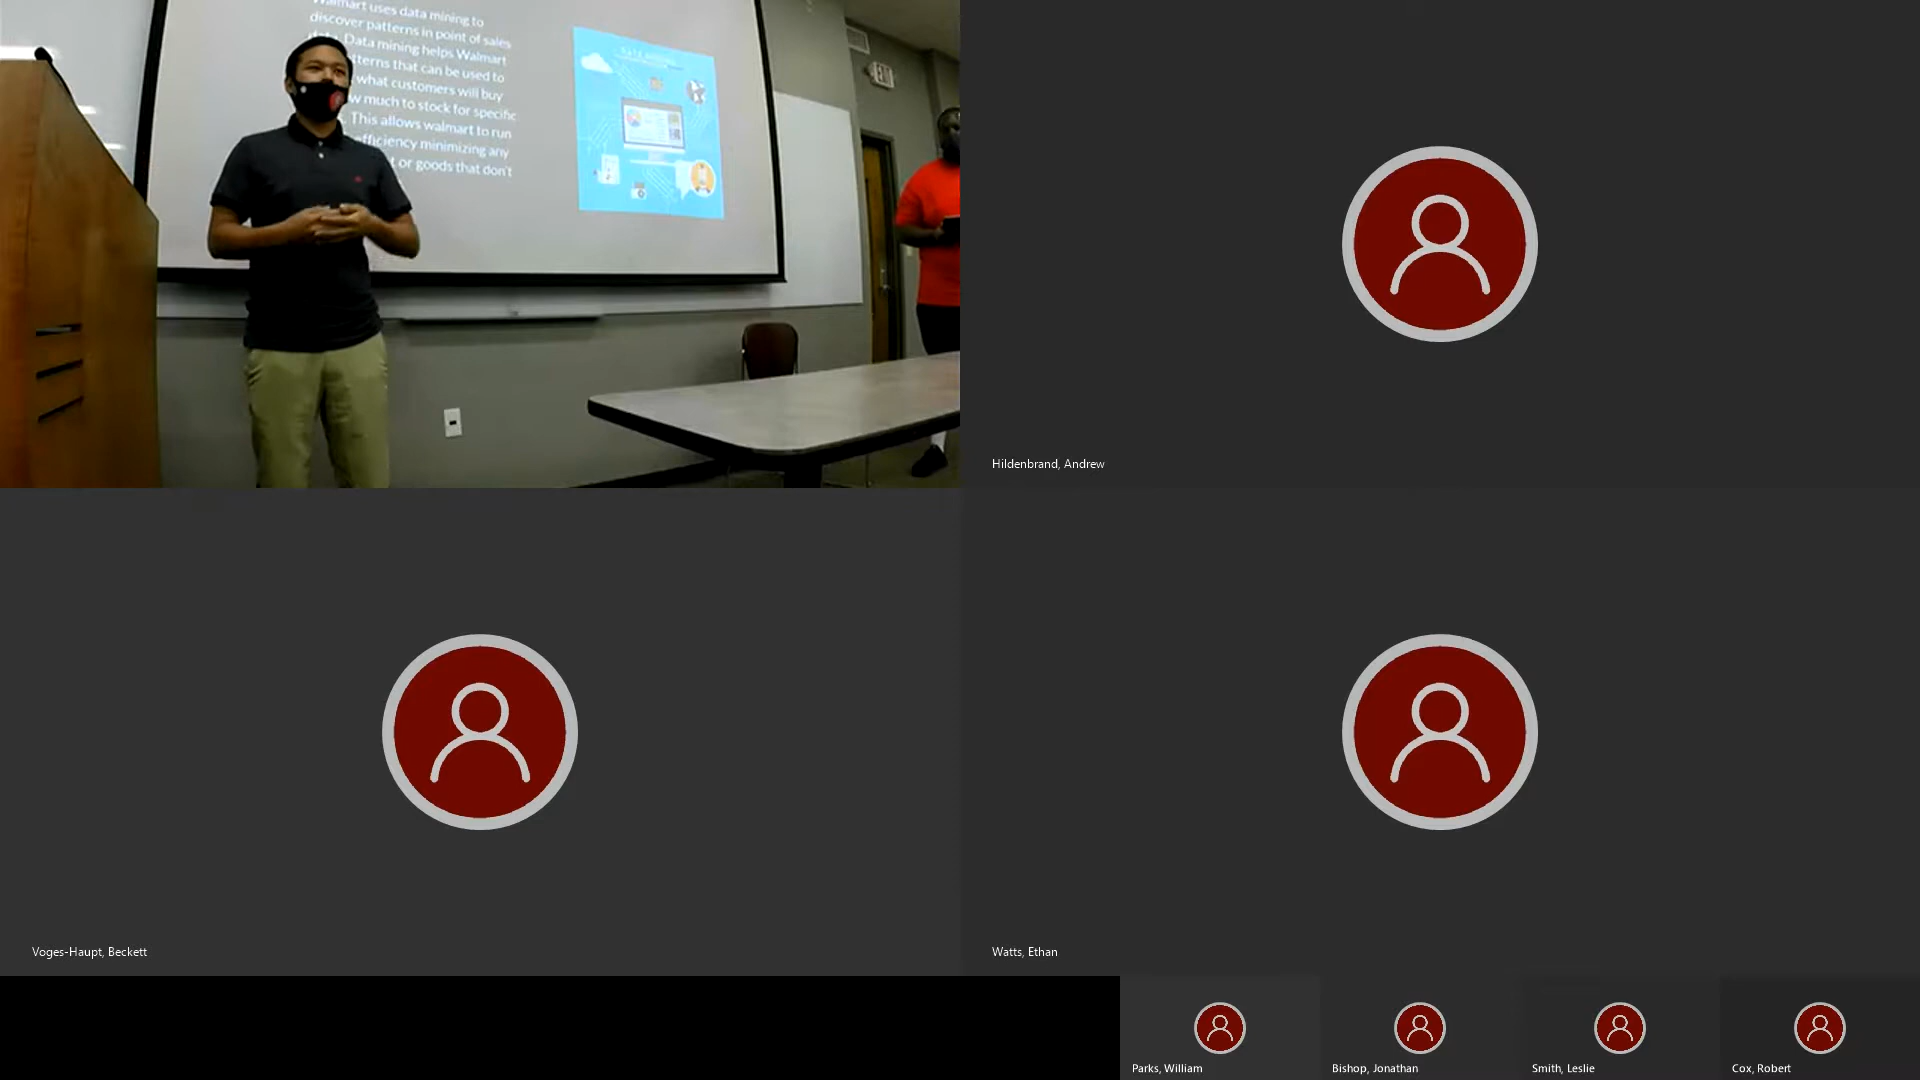 Walmart uses data mining to
discover patterns in point of sales
Data mining helps Walmart
patterns that can be used to
what customers will buy
much to stock for specific
This allows walmart to run
efficiency minimizing any
or goods that don't
DATA
EXIT
Hildenbrand, Andrew
Voges-Haupt, Beckett
Watts, Ethan
Parks, William
Bishop, Jonathan
Smith, Leslie
Cox, Robert